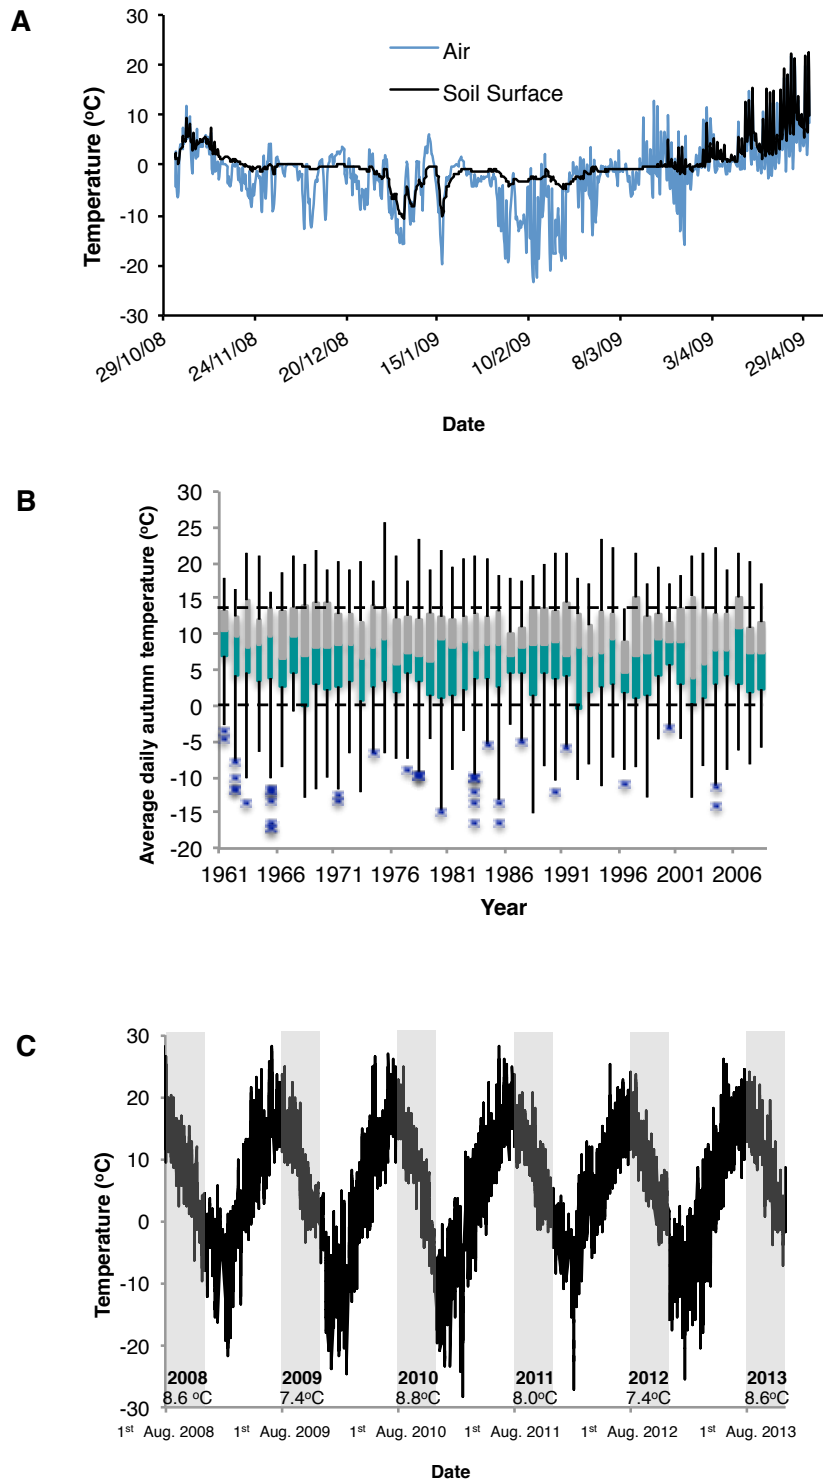 A
30
20
10
0
-10
-20
-30
Temperature (°C)
Air
Soil Surface
29/10/08 24/11/08 20/12/08 15/1/09 10/2/09 8/3/09 3/4/09 29/4/09
Date
B
30
25
20
15
10
5
0
-5
-10
-15
-20
Average daily autumn temperature (°C)
1961 1966 1971 1976 1981 1986 1991 1996 2001 2006
Year
C
30
20
10
0
-10
-20
-30
Temperature (°C)
2008 2009 2010 2011 2012 2013
8.6 °C 7.4°C 8.8°C 8.0°C 7.4°C 8.6°C
1st Aug. 2008 1st Aug. 2009 1st Aug. 2010 1st Aug. 2011 1st Aug. 2012 1st Aug. 2013
Date